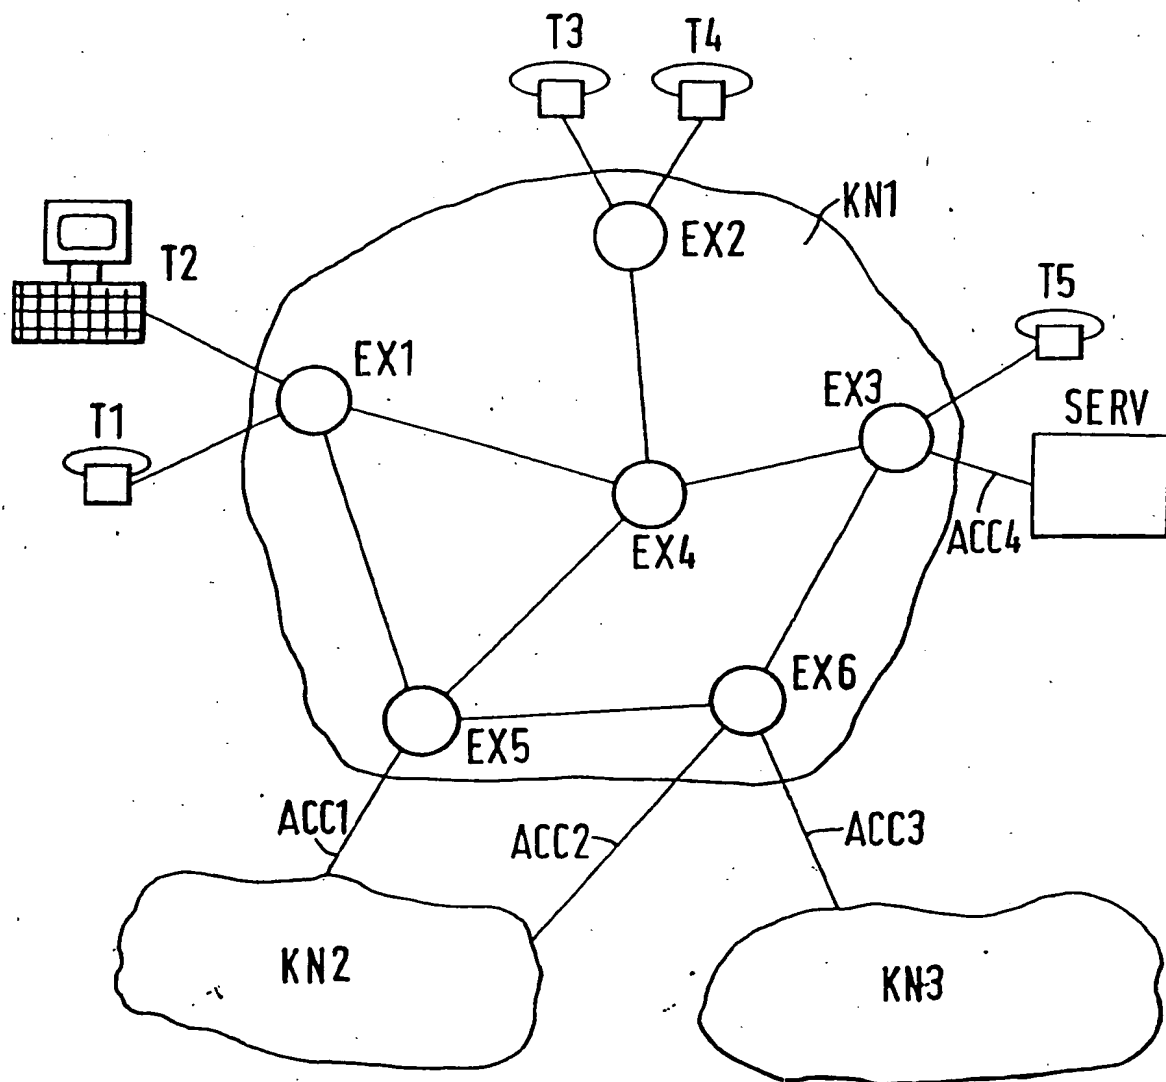 T3
T4
KN1
EX2
T2
T5
EX1
EX3
SERV
T1
ACC4
EX4
EX6
EX5
ACC1
ACC2
ACC3
KN2
KN3